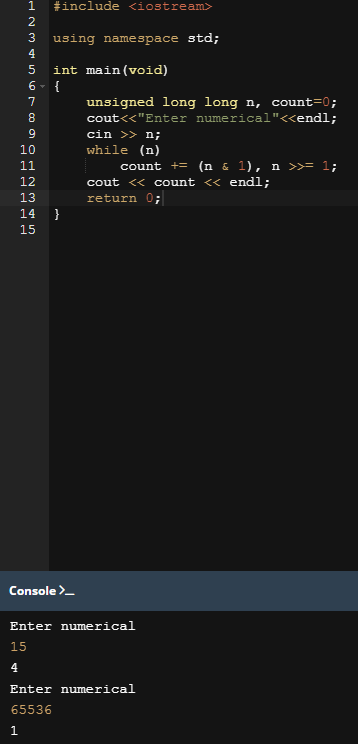 1 #include <iostream>
2
3 using namespace std;
4
5 int main(void)
6 {
7 unsigned long long n, count=0;
8 cout<<"Enter numerical"<<endl;
9 cin >> n;
10 while (n)
11 count += (n & 1), n >>= 1;
12 cout << count << endl;
13 return 0;
14 }
15
Console >_
Enter numerical
15
4
Enter numerical
65536
1